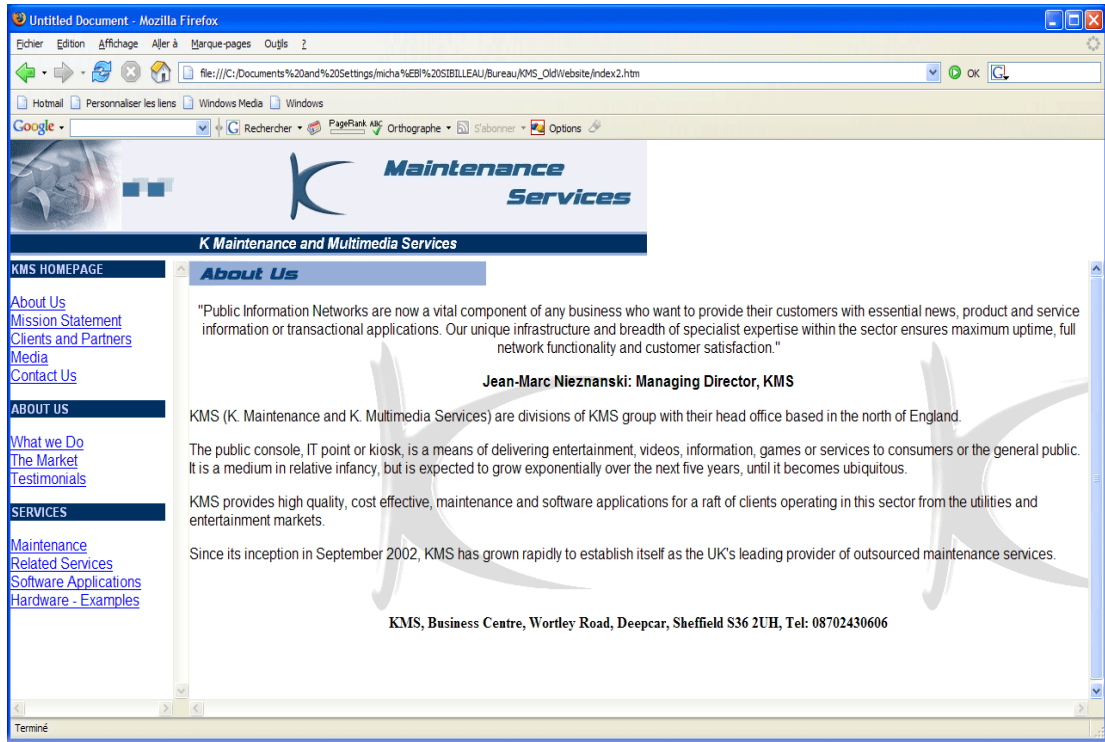 Untitled Document - Mozilla Firefox
Fichier Edition Affichage Aller à Marque-pages Outils ?
file:///C:/Documents%20and%20Settings/micha%EBl%20SIBILLEAU/Bureau/KMS_OldWebsite/index2.htm OK G
Hotmail Personnaliser les liens Windows Media Windows
Google G Rechercher PageRank ABC Orthographe S'abonner Options
Maintenance
Services
K Maintenance and Multimedia Services
KMS HOMEPAGE
About Us
Mission Statement
Clients and Partners
Media
Contact Us
ABOUT US
What we Do
The Market
Testimonials
SERVICES
Maintenance
Related Services
Software Applications
Hardware - Examples
About Us
"Public Information Networks are now a vital component of any business who want to provide their customers with essential news, product and service
information or transactional applications. Our unique infrastructure and breadth of specialist expertise within the sector ensures maximum uptime, full
network functionality and customer satisfaction."
Jean-Marc Nieznanski: Managing Director, KMS
KMS (K. Maintenance and K. Multimedia Services) are divisions of KMS group with their head office based in the north of England.
The public console, IT point or kiosk, is a means of delivering entertainment, videos, information, games or services to consumers or the general public.
It is a medium in relative infancy, but is expected to grow exponentially over the next five years, until it becomes ubiquitous.
KMS provides high quality, cost effective, maintenance and software applications for a raft of clients operating in this sector from the utilities and
entertainment markets.
Since its inception in September 2002, KMS has grown rapidly to establish itself as the UK's leading provider of outsourced maintenance services.
KMS, Business Centre, Wortley Road, Deepcar, Sheffield S36 2UH, Tel: 08702430606
Terminé